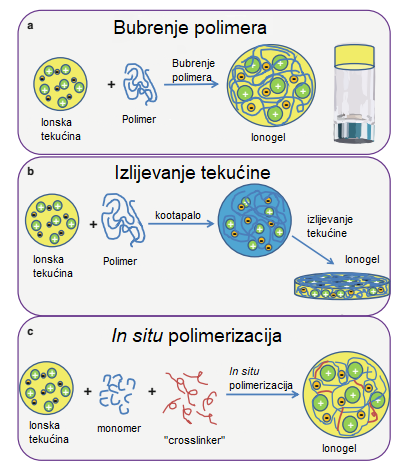 a
Bubrenje polimera
Ionska
tekućina
+
Polimer
Bubrenje
polimera
Ionogel
b
Izlijevanje tekućine
Ionska
tekućina
+
Polimer
kootapalo
izlijevanje
tekućine
Ionogel
c
In situ polimerizacija
Ionska
tekućina
+
monomer
+
"crosslinker"
In situ
polimerizacija
Ionogel